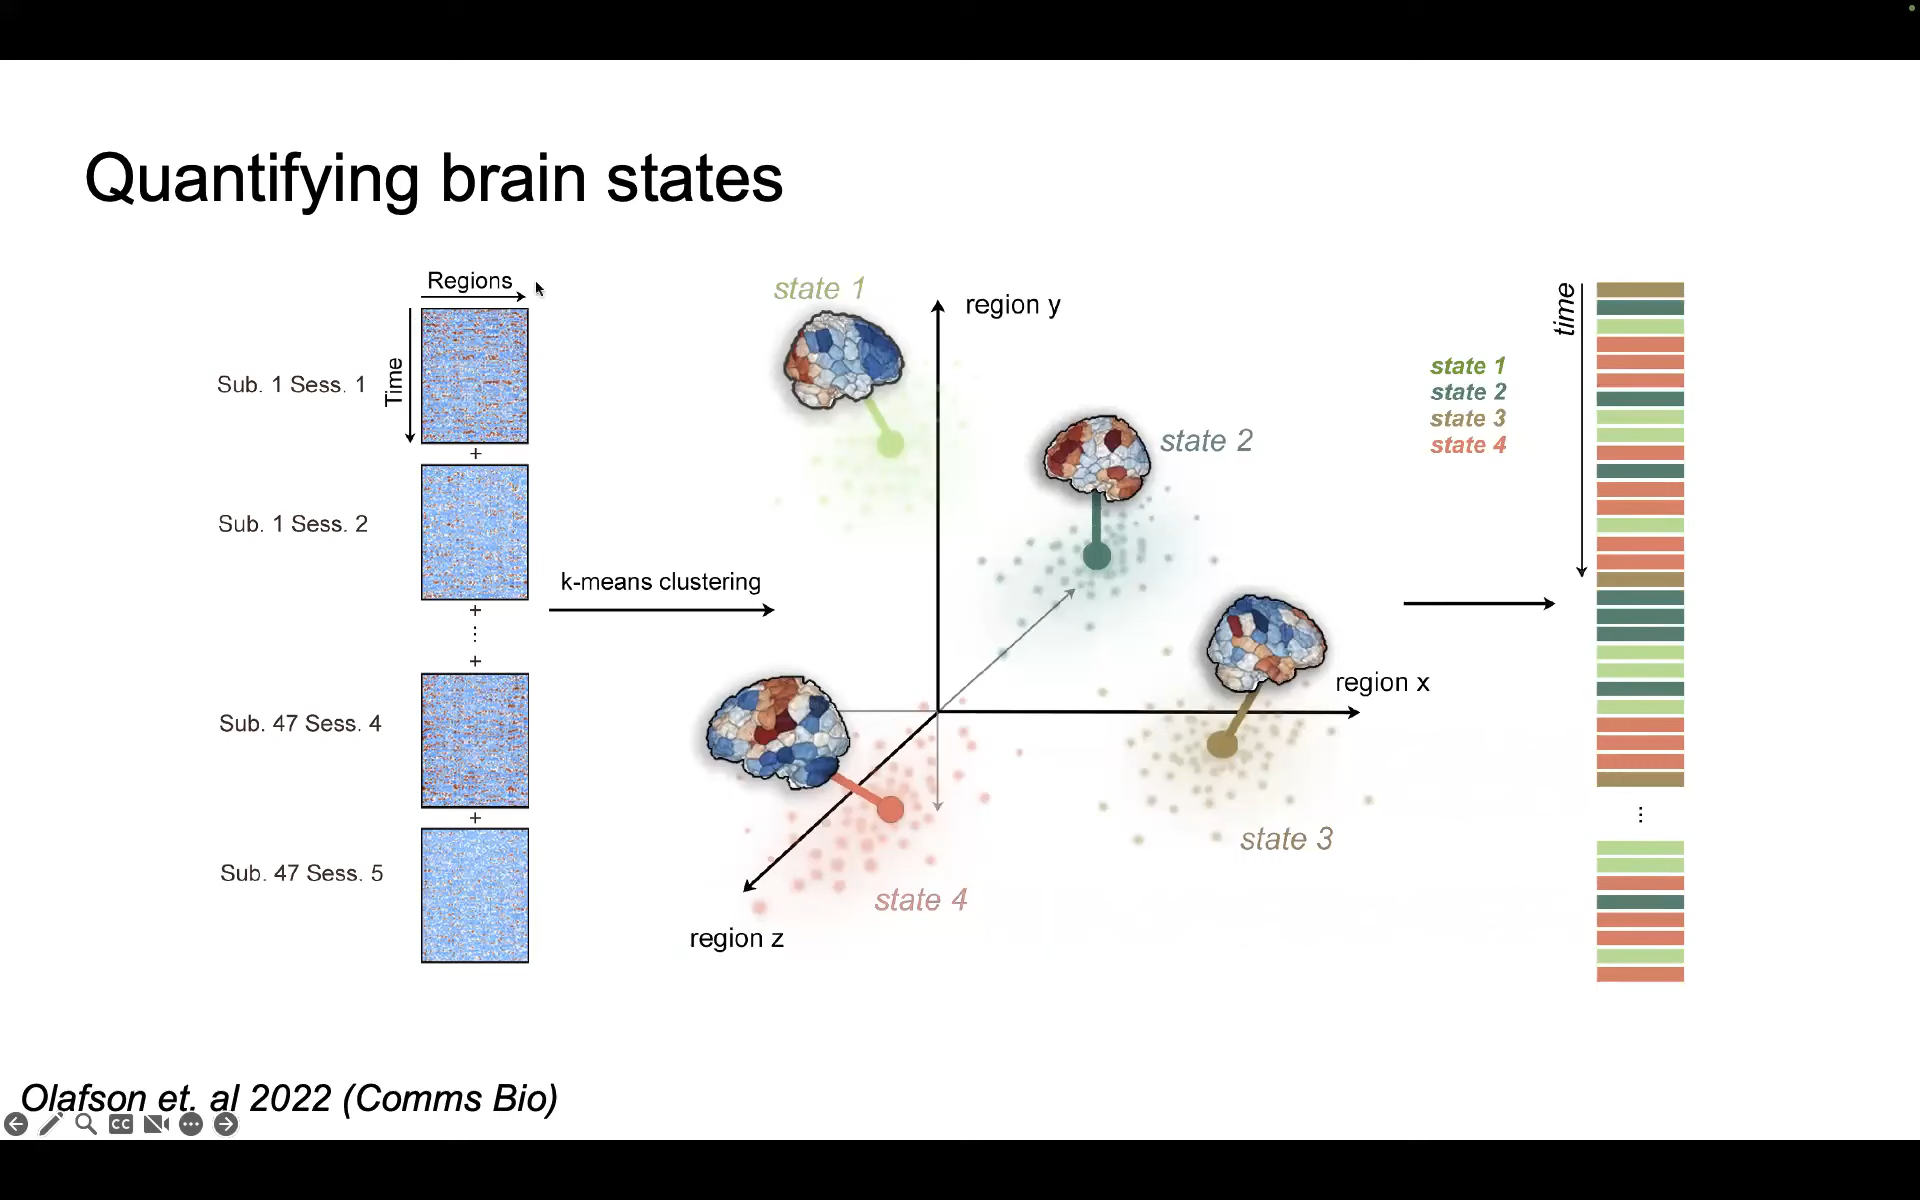 Quantifying brain states
Regions
Time
Sub. 1 Sess. 1
+
Sub. 1 Sess. 2
+
⋮
+
Sub. 47 Sess. 4
+
Sub. 47 Sess. 5
k-means clustering
state 1
region y
state 2
region x
state 3
state 4
region z
state 1
state 2
state 3
state 4
time
⋮
Olafson et. al 2022 (Comms Bio)
CC